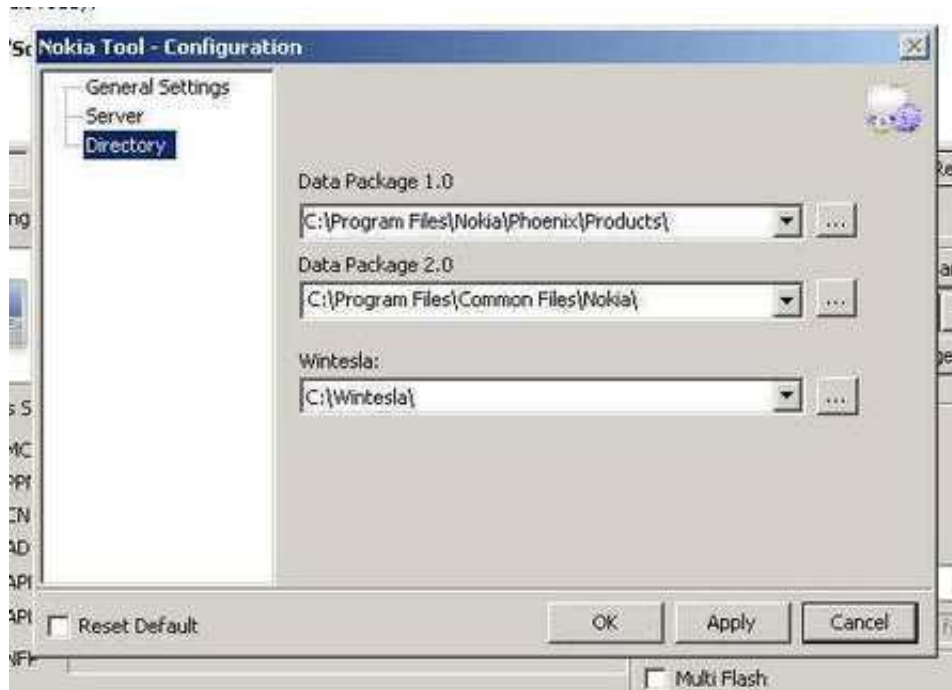 Nokia Tool - Configuration
General Settings
Server
Directory
Data Package 1.0
C:\Program Files\Nokia\Phoenix\Products\
...
Data Package 2.0
C:\Program Files\Common Files\Nokia\
...
Wintesla:
C:\Wintesla\
...
Reset Default
OK
Apply
Cancel
Multi Flash